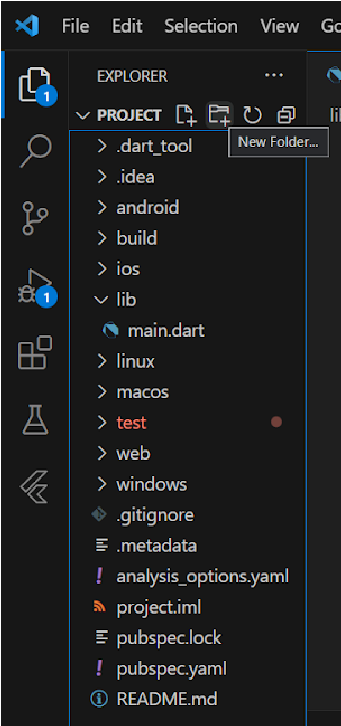 File Edit Selection View Go
EXPLORER
PROJECT
New Folder...
.dart_tool
.idea
android
build
ios
lib
main.dart
linux
macos
test
web
windows
.gitignore
.metadata
! analysis_options.yaml
project.iml
pubspec.lock
! pubspec.yaml
README.md
1
1